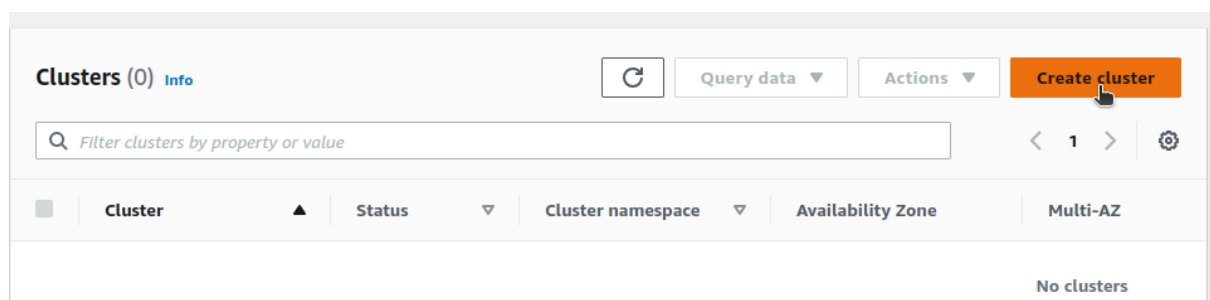 Clusters (0) Info
Query data ▼ Actions ▼ Create cluster
Filter clusters by property or value
1
Cluster Status Cluster namespace Availability Zone Multi-AZ
No clusters